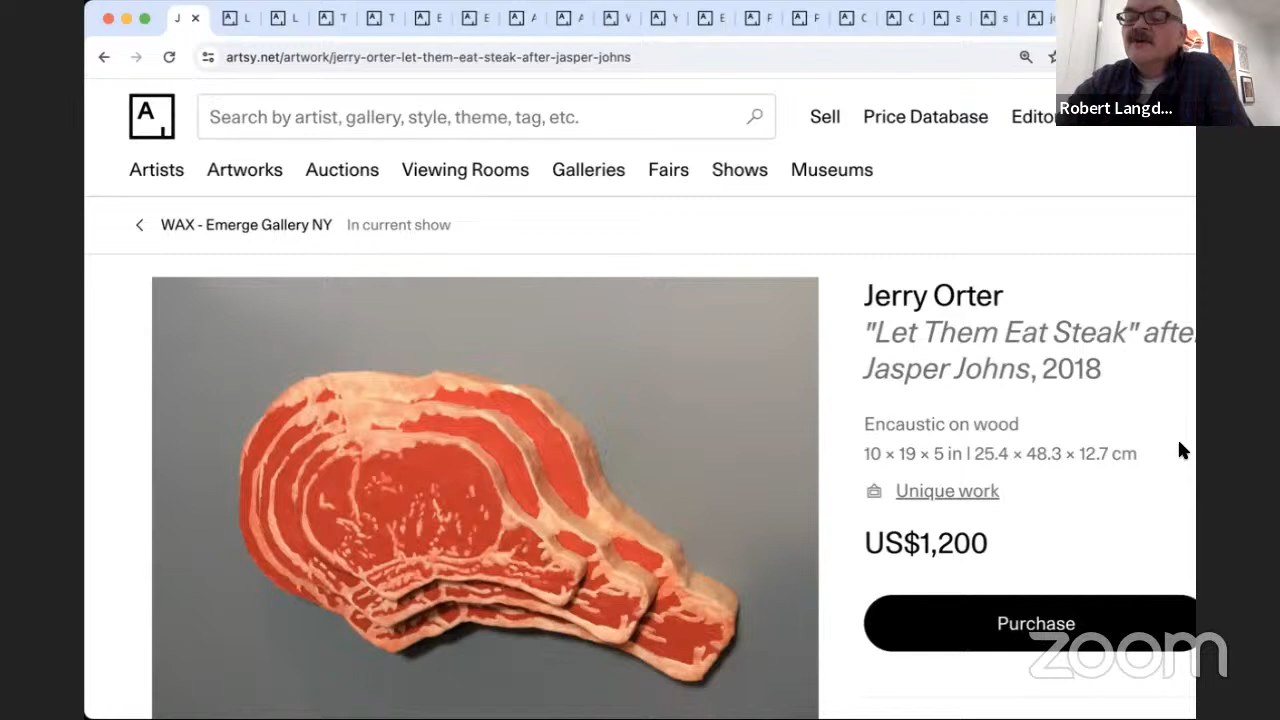 J
L
L
T
T
E
E
A
A
Y
E
F
F
C
C
s
s
artsy.net/artwork/jerry-orter-let-them-eat-steak-after-jasper-johns
Robert Langd...
A
Search by artist, gallery, style, theme, tag, etc.
Sell
Price Database
Artists
Artworks
Auctions
Viewing Rooms
Galleries
Fairs
Shows
Museums
WAX - Emerge Gallery NY
In current show
Jerry Orter
"Let Them Eat Steak" after
Jasper Johns, 2018
Encaustic on wood
10 × 19 × 5 in | 25.4 × 48.3 × 12.7 cm
Unique work
US$1,200
Purchase
zoom